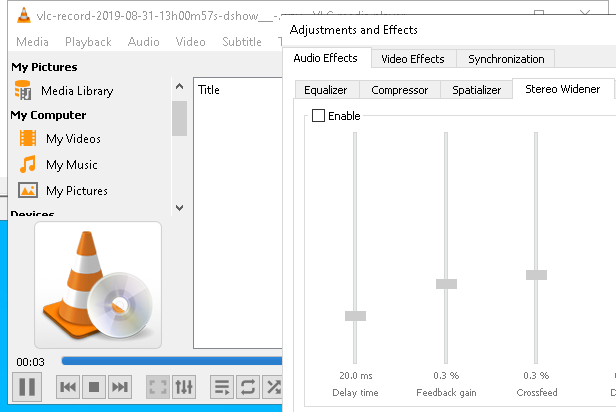 vlc-record-2019-08-31-13h00m57s-dshow__-.
Media Playback Audio Video Subtitle T
My Pictures
Media Library
My Computer
My Videos
My Music
My Pictures
Devices
Title
00:03
Adjustments and Effects
Audio Effects Video Effects Synchronization
Equalizer Compressor Spatializer Stereo Widener
Enable
20.0 ms 0.3 % 0.3 %
Delay time Feedback gain Crossfeed D